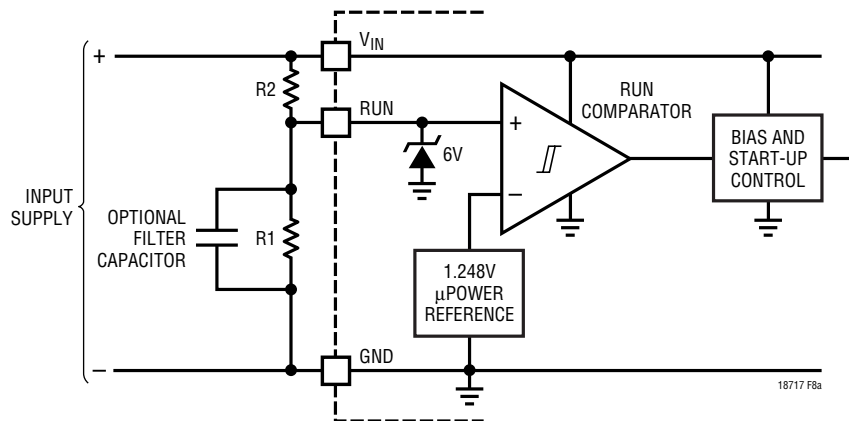 VIN
+
R2
RUN
RUN
COMPARATOR
+
6V
BIAS AND
START-UP
CONTROL
INPUT
SUPPLY
OPTIONAL
FILTER
CAPACITOR
R1
−
1.248V
µPOWER
REFERENCE
GND
−
18717 F8a